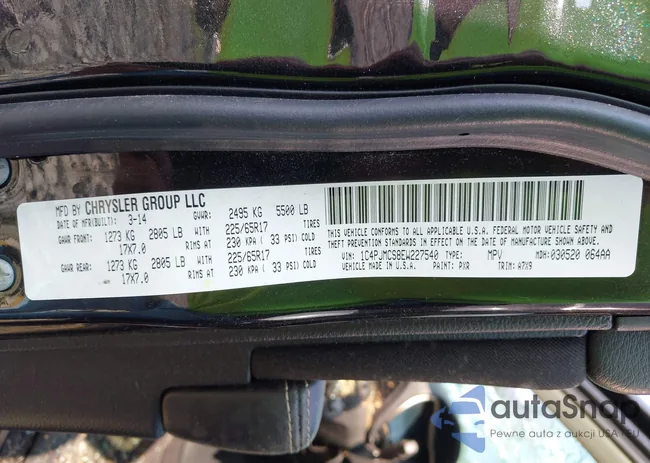 MFD BY CHRYSLER GROUP LLC
DATE OF MFR(BUILT): 3-14 GVWR: 2495 KG 5500 LB
GAWR FRONT: 1273 KG 2805 LB 225/65R17 TIRES
17X7.0 RIMS AT 230 KPA ( 33 PSI) COLD
GAWR REAR: 1273 KG 2805 LB 225/65R17 TIRES
17X7.0 RIMS AT 230 KPA ( 33 PSI) COLD
THIS VEHICLE CONFORMS TO ALL APPLICABLE U.S.A. FEDERAL MOTOR VEHICLE SAFETY AND
THEFT PREVENTION STANDARDS IN EFFECT ON THE DATE OF MANUFACTURE SHOWN ABOVE.
VIN: 1C4PJMCS8EW227540 TYPE: MPV MDH: 030520 064AA
VEHICLE MADE IN U.S.A. PAINT: PXR TRIM: A7X9
autaSnap
Pewne auta z aukcji USA i EU